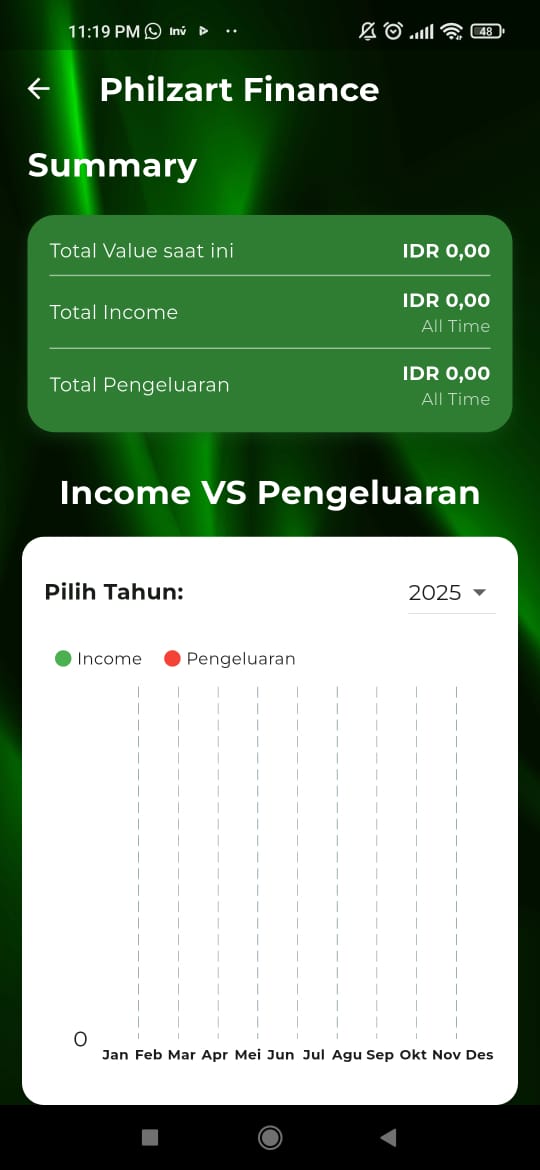 11:19 PM Inv 48
Philzart Finance
Summary
Total Value saat ini IDR 0,00
Total Income IDR 0,00
All Time
Total Pengeluaran IDR 0,00
All Time
Income VS Pengeluaran
Pilih Tahun: 2025
Income Pengeluaran
0
Jan Feb Mar Apr Mei Jun Jul Agu Sep Okt Nov Des